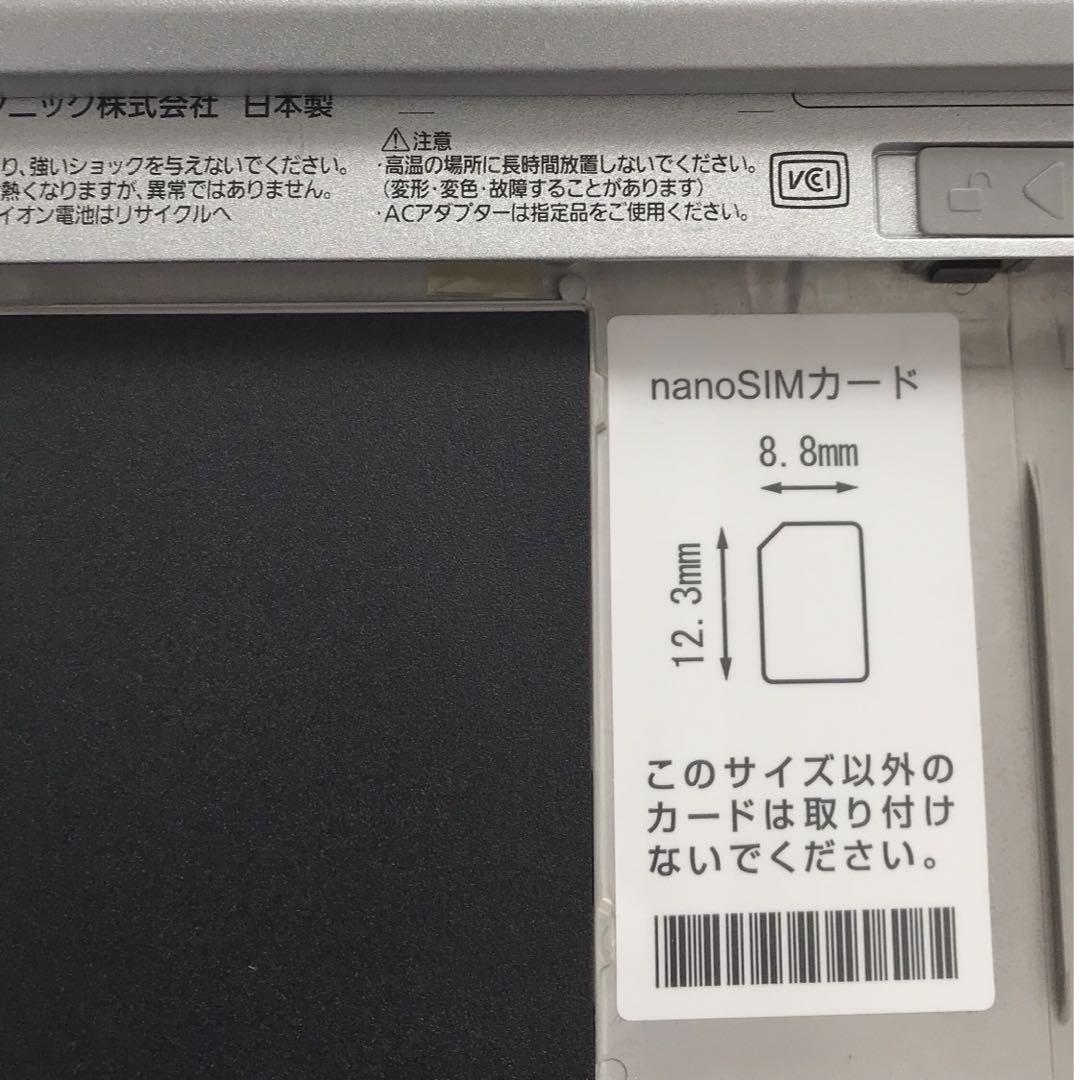 ニック株式会社 日本製
⚠注意
り、強いショックを与えないでください。
・高温の場所に長時間放置しないでください。
熱くなりますが、異常ではありません。
(変形・変色・故障することがあります)
イオン電池はリサイクルへ
・ACアダプターは指定品をご使用ください。
VCCI
nanoSIMカード
8.8mm
12.3mm
このサイズ以外の
カードは取り付け
ないでください。